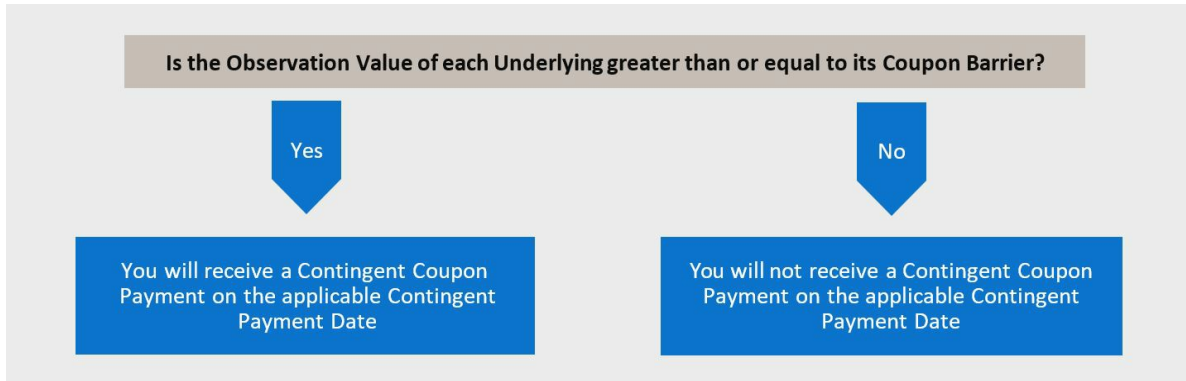 Is the Observation Value of each Underlying greater than or equal to its Coupon Barrier?
Yes
No
You will receive a Contingent Coupon
Payment on the applicable Contingent
Payment Date
You will not receive a Contingent Coupon
Payment on the applicable Contingent
Payment Date